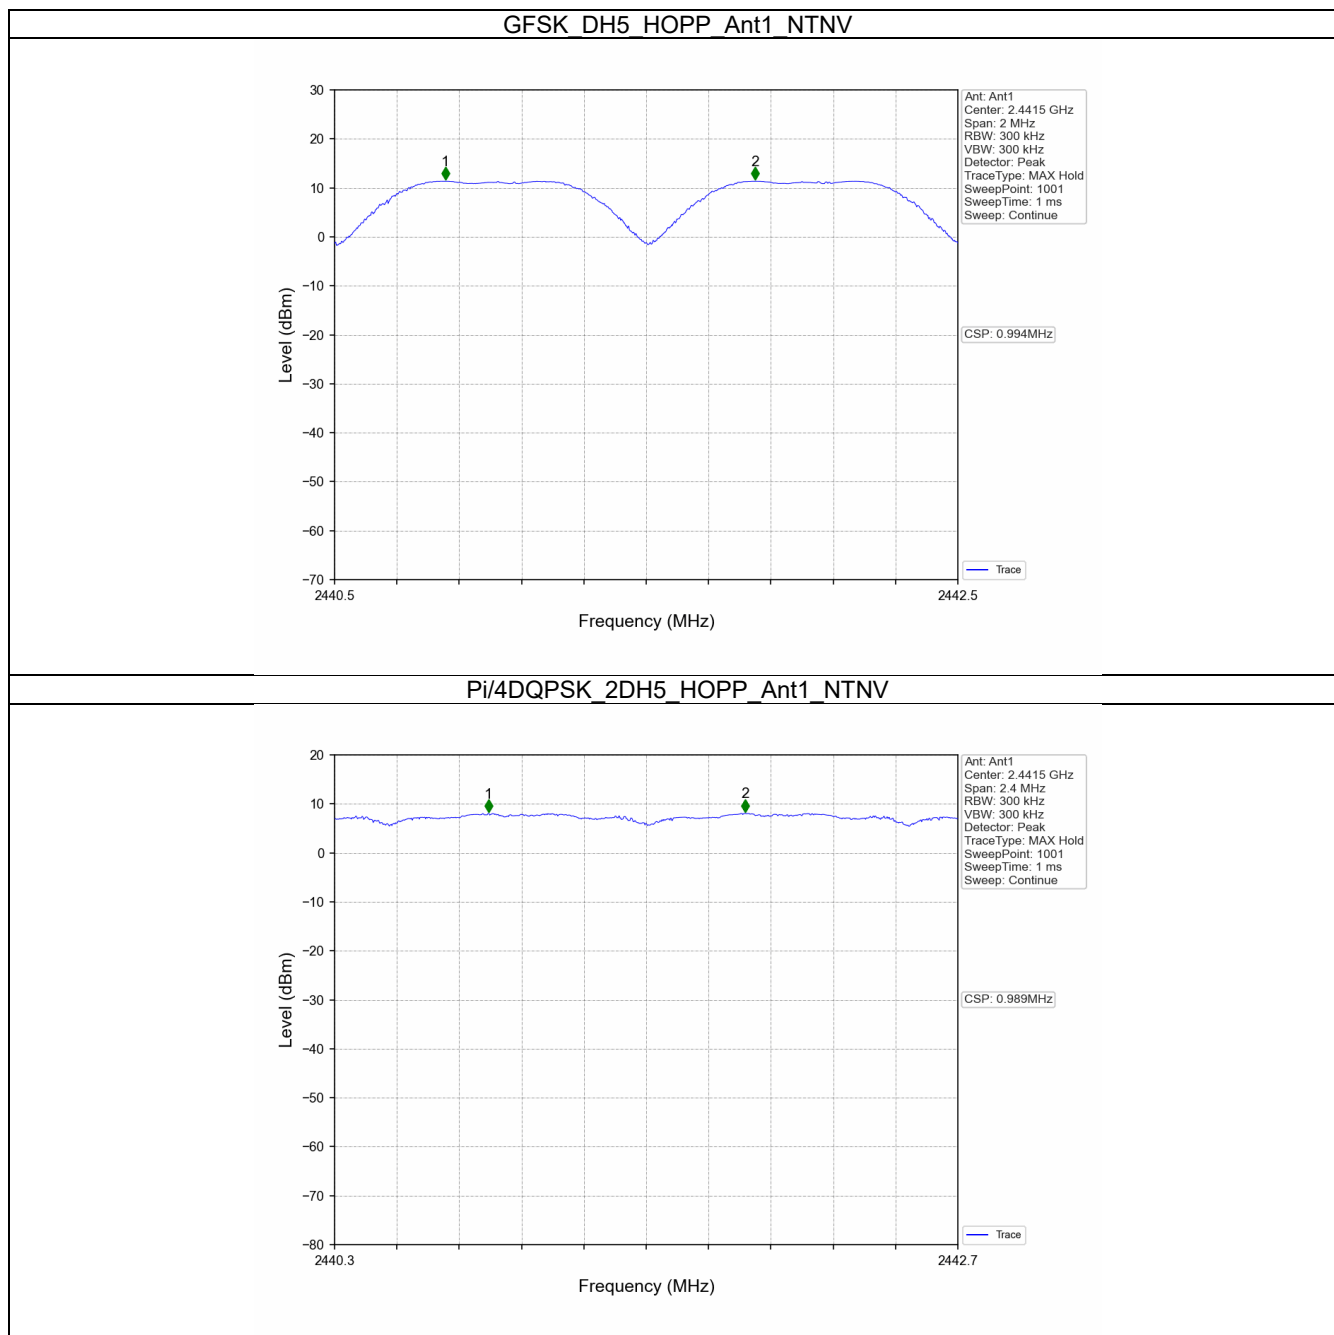 GFSK_DH5_HOPP_Ant1_NTNV
30
20
10
0
−10
−20
−30
−40
−50
−60
−70
Level (dBm)
1
2
2440.5
2442.5
Frequency (MHz)
Ant: Ant1
Center: 2.4415 GHz
Span: 2 MHz
RBW: 300 kHz
VBW: 300 kHz
Detector: Peak
TraceType: MAX Hold
SweepPoint: 1001
SweepTime: 1 ms
Sweep: Continue
CSP: 0.994MHz
Trace
Pi/4DQPSK_2DH5_HOPP_Ant1_NTNV
20
10
0
−10
−20
−30
−40
−50
−60
−70
−80
Level (dBm)
1
2
2440.3
2442.7
Frequency (MHz)
Ant: Ant1
Center: 2.4415 GHz
Span: 2.4 MHz
RBW: 300 kHz
VBW: 300 kHz
Detector: Peak
TraceType: MAX Hold
SweepPoint: 1001
SweepTime: 1 ms
Sweep: Continue
CSP: 0.989MHz
Trace